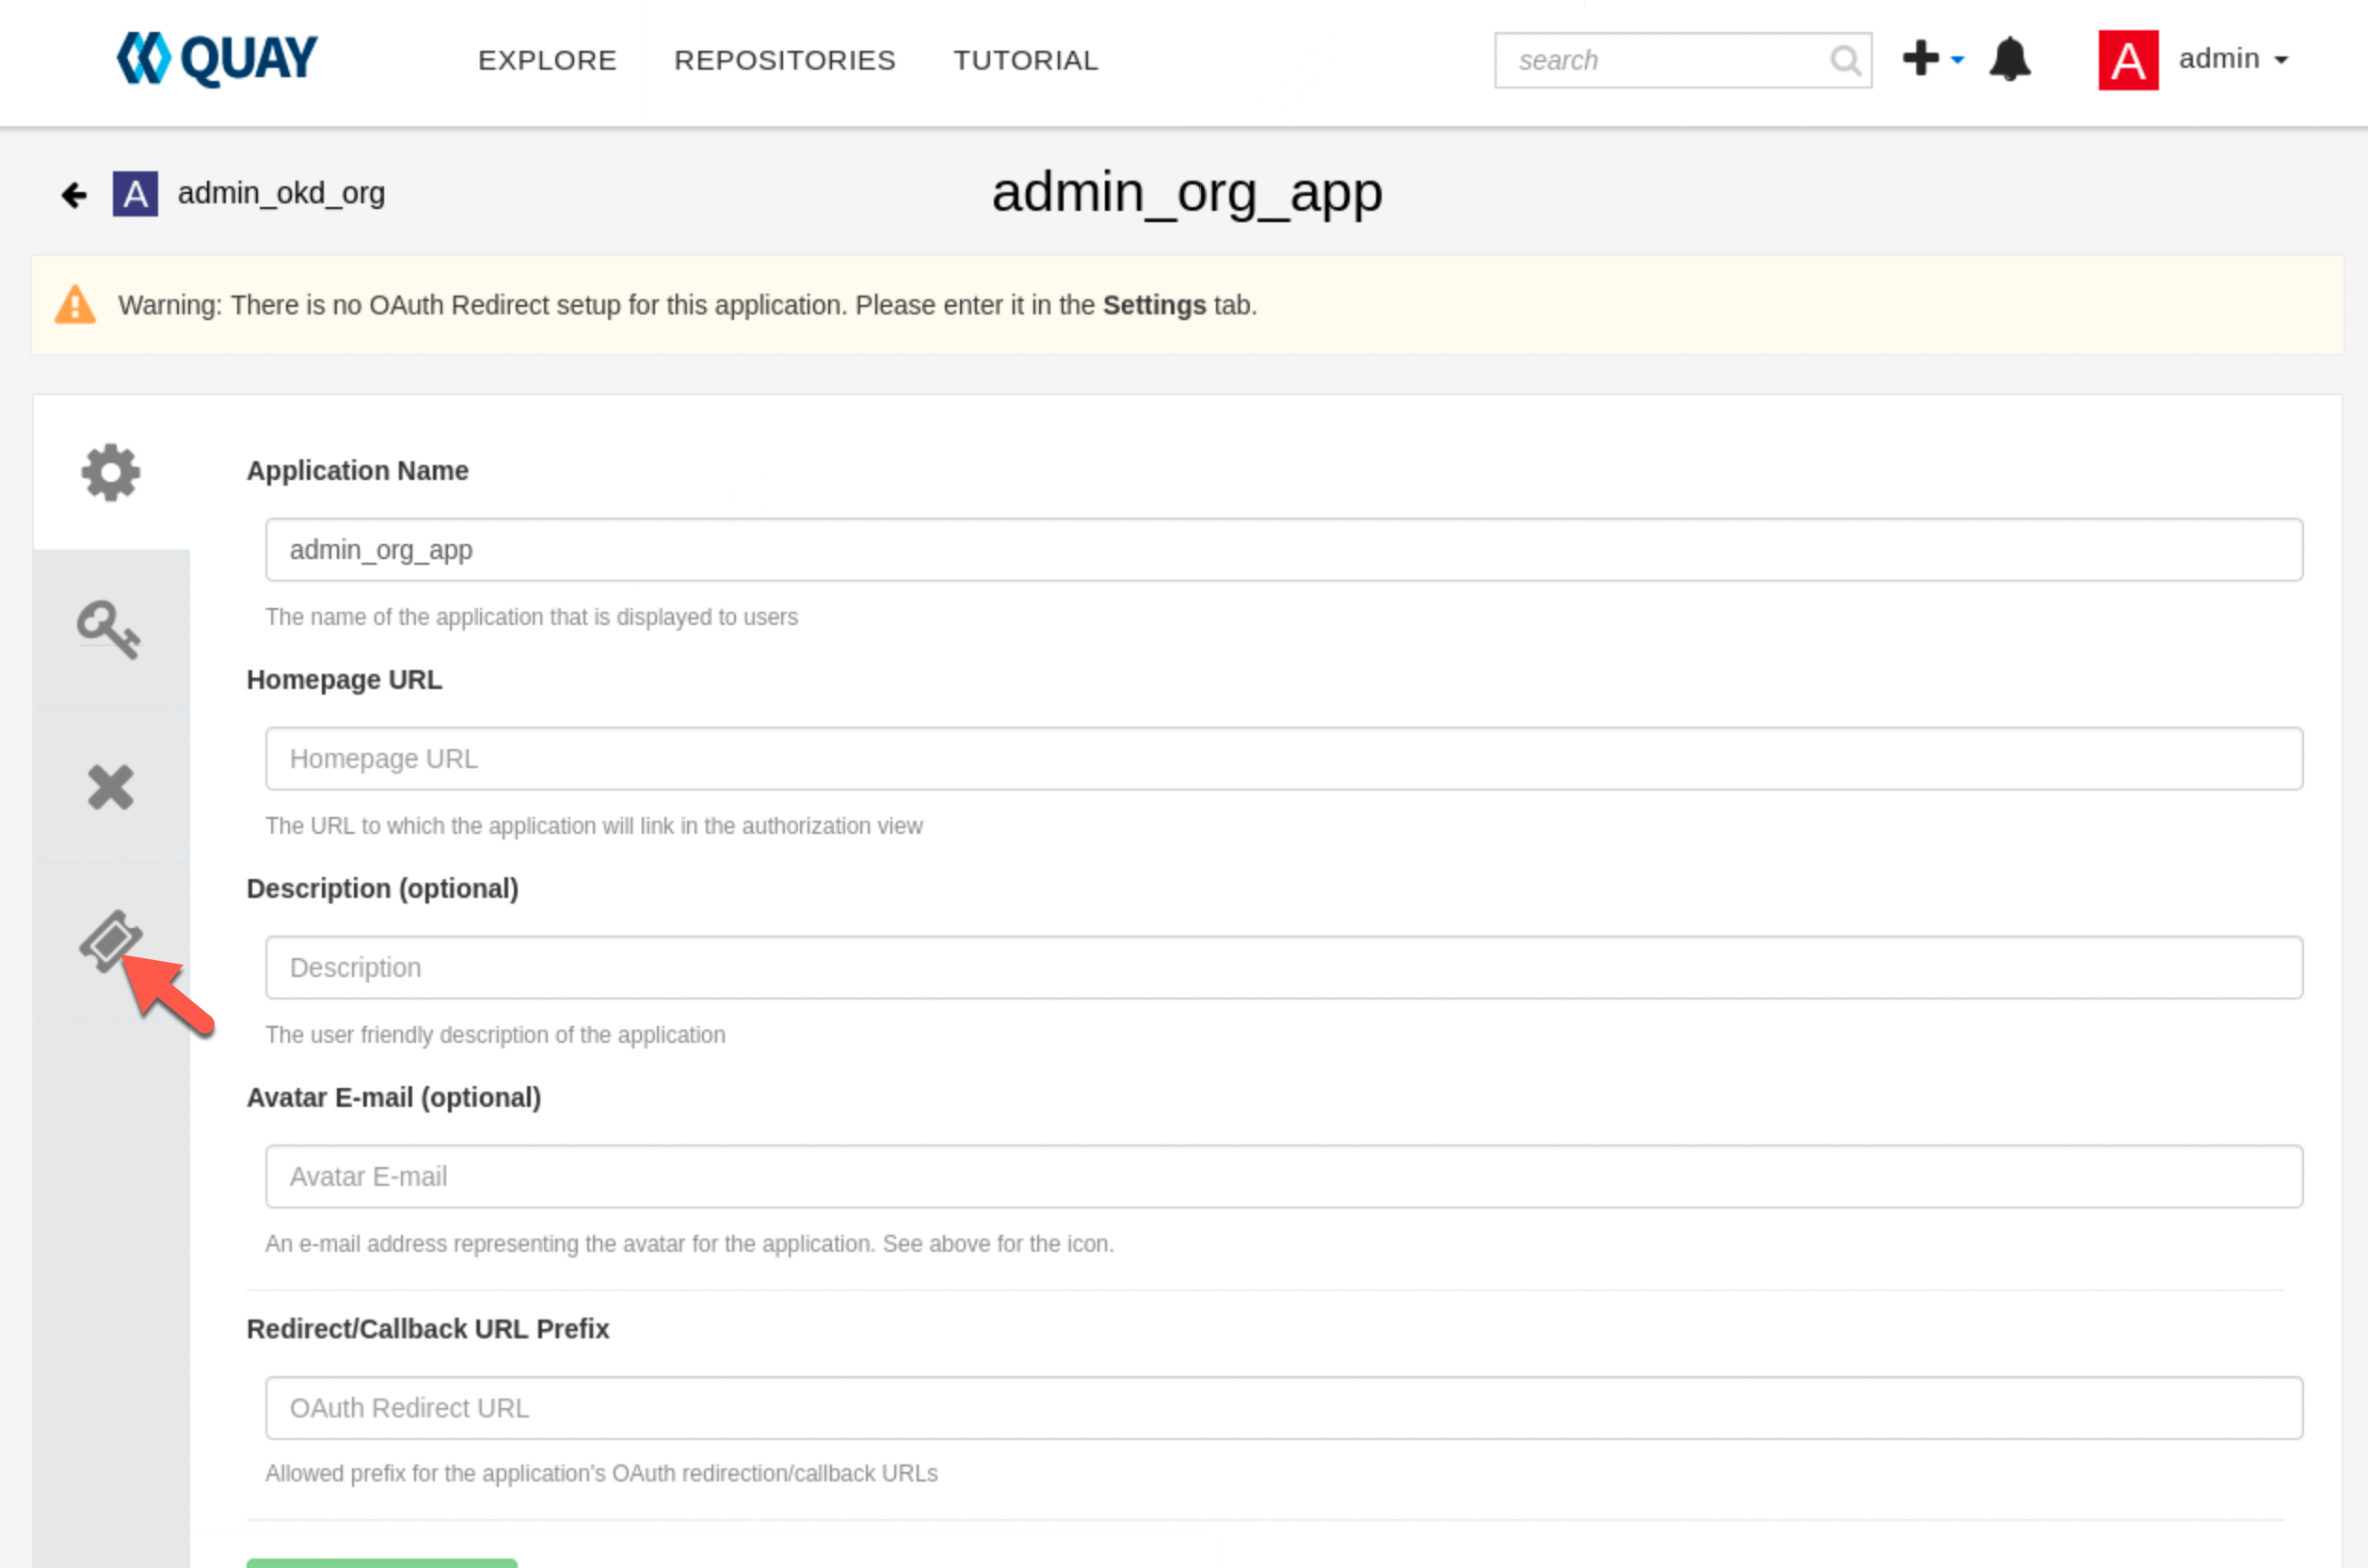 QUAY
EXPLORE
REPOSITORIES
TUTORIAL
search
A
admin
A
admin_okd_org
admin_org_app
Warning: There is no OAuth Redirect setup for this application. Please enter it in the Settings tab.
Application Name
admin_org_app
The name of the application that is displayed to users
Homepage URL
Homepage URL
The URL to which the application will link in the authorization view
Description (optional)
Description
The user friendly description of the application
Avatar E-mail (optional)
Avatar E-mail
An e-mail address representing the avatar for the application. See above for the icon.
Redirect/Callback URL Prefix
OAuth Redirect URL
Allowed prefix for the application's OAuth redirection/callback URLs